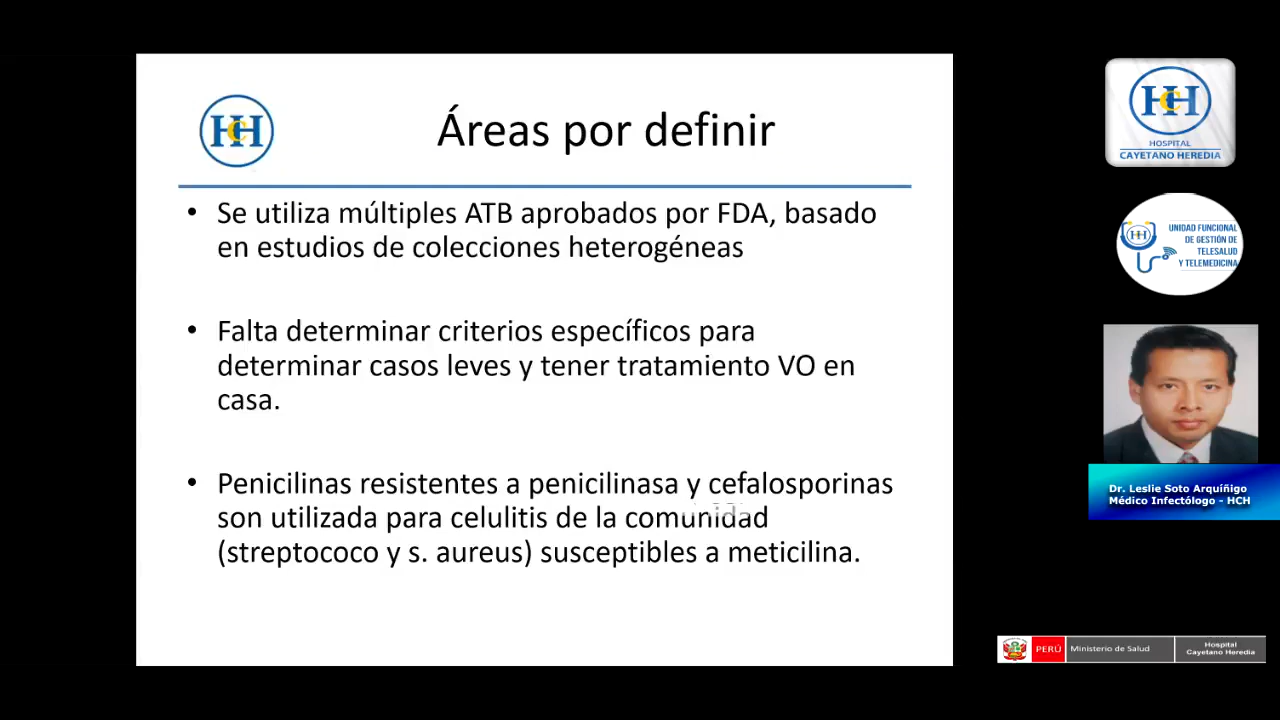 HCH
Áreas por definir
• Se utiliza múltiples ATB aprobados por FDA, basado
en estudios de colecciones heterogéneas
• Falta determinar criterios específicos para
determinar casos leves y tener tratamiento VO en
casa.
• Penicilinas resistentes a penicilinasa y cefalosporinas
son utilizada para celulitis de la comunidad
(streptococo y s. aureus) susceptibles a meticilina.
HCH
HOSPITAL
CAYETANO HEREDIA
HCH
UNIDAD FUNCIONAL
DE GESTIÓN DE
TELESALUD
Y TELEMEDICINA
Dr. Leslie Soto Arquíñigo
Médico Infectólogo - HCH
PERÚ
Ministerio de Salud
Hospital
Cayetano Heredia